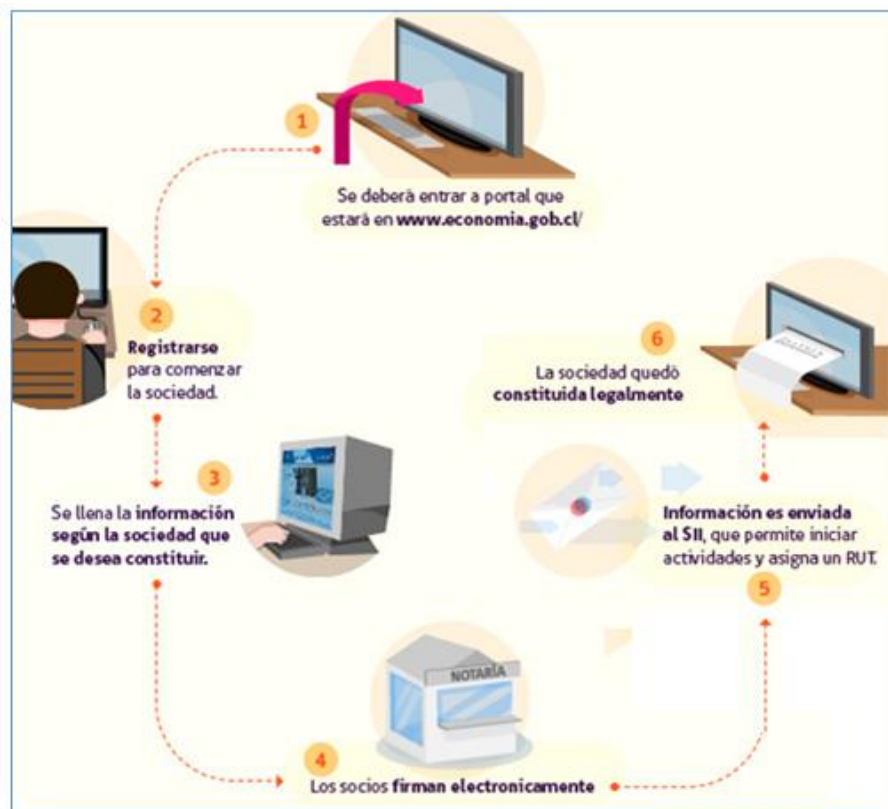 1
Se deberá entrar a portal que
estará en www.economia.gob.cl/
2
Registrarse
para comenzar
la sociedad.
3
Se llena la información
según la sociedad que
se desea constituir.
NOTARÍA
4
Los socios firman electronicamente
5
Información es enviada
al SII, que permite iniciar
actividades y asigna un RUT.
6
La sociedad quedó
constituida legalmente